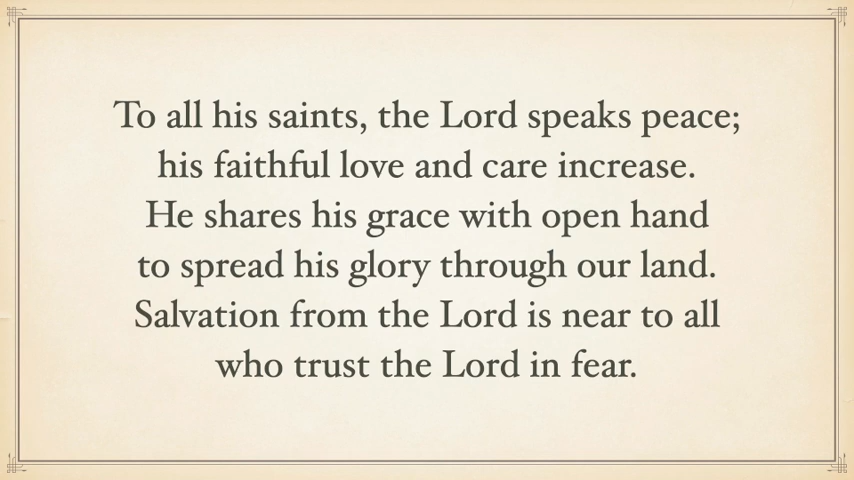 To all his saints, the Lord speaks peace;
his faithful love and care increase.
He shares his grace with open hand
to spread his glory through our land.
Salvation from the Lord is near to all
who trust the Lord in fear.